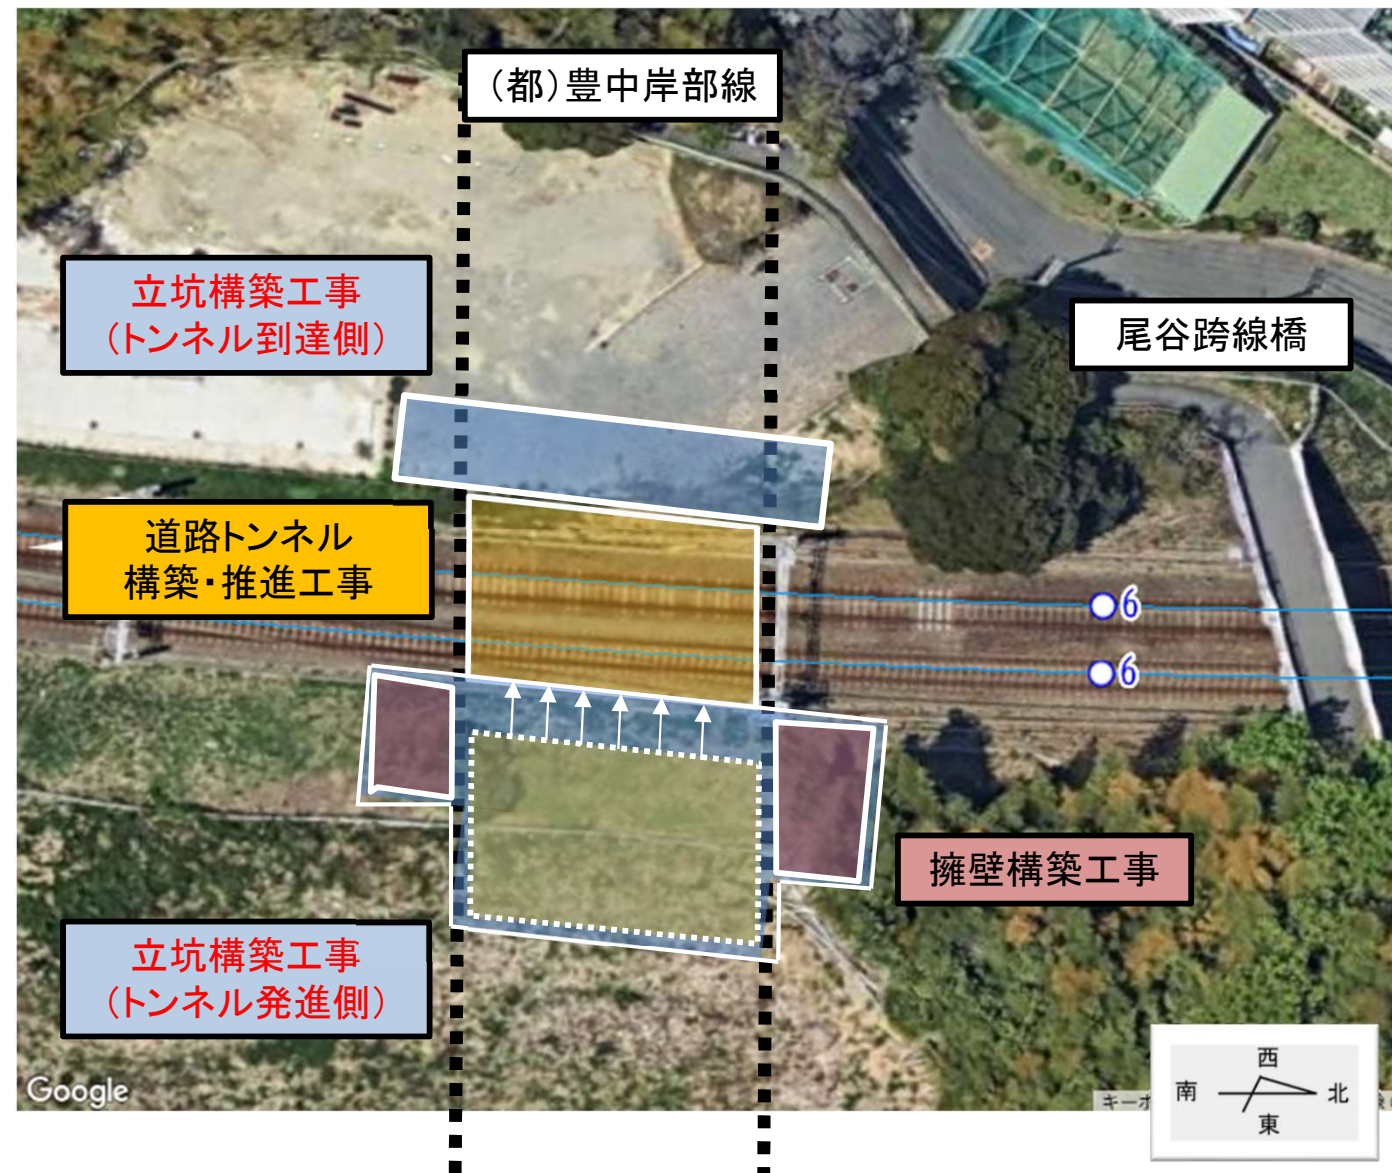 （都）豊中岸部線
立坑構築工事
（トンネル到達側）
尾谷跨線橋
道路トンネル
構築・推進工事
6
6
擁壁構築工事
立坑構築工事
（トンネル発進側）
西
南
北
東
Google
キーボ